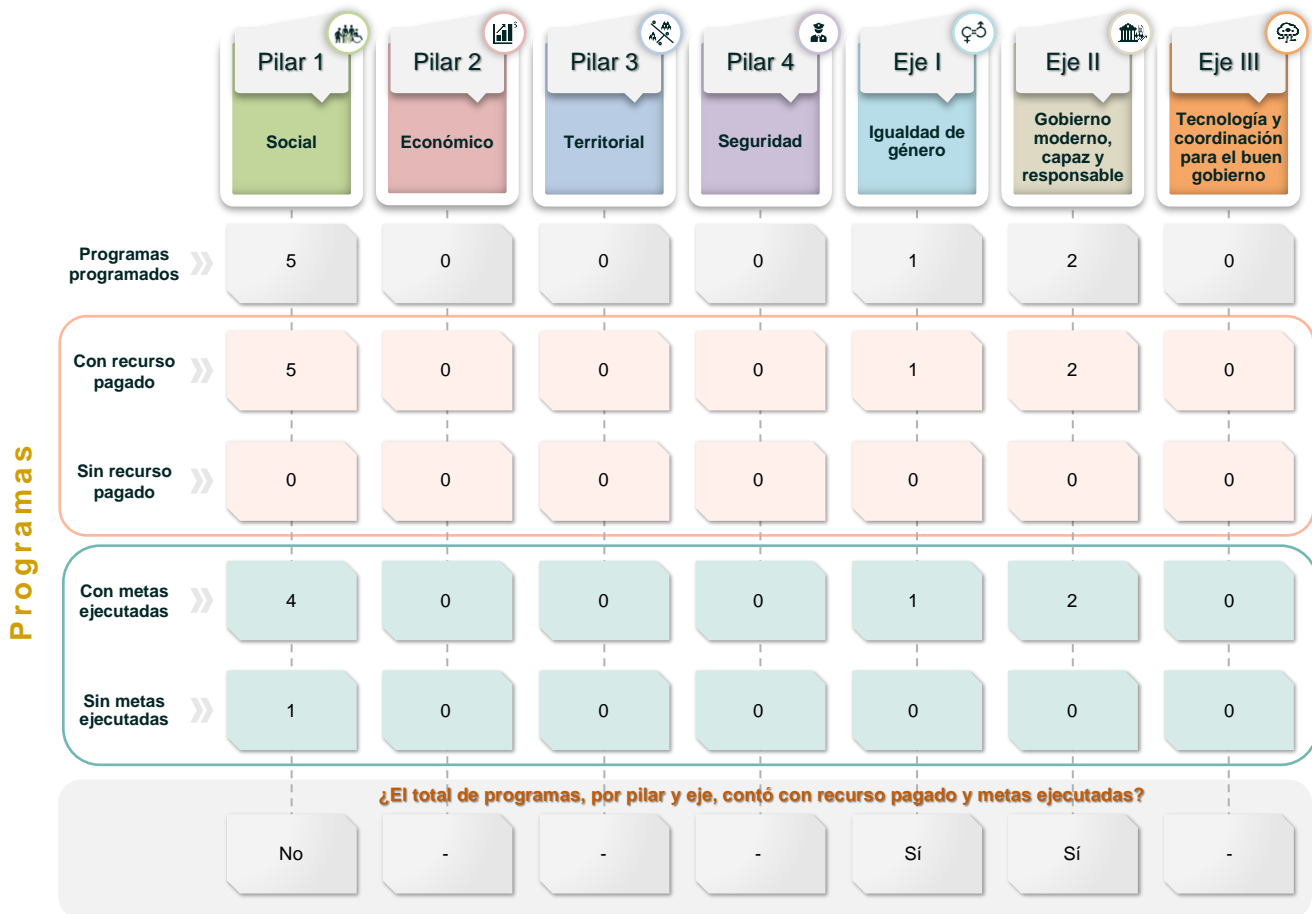 Pilar 1
Pilar 2
Pilar 3
Pilar 4
Eje I
Eje II
Eje III
Social
Económico
Territorial
Seguridad
Igualdad de
género
Gobierno
moderno,
capaz y
responsable
Tecnología y
coordinación
para el buen
gobierno
Programas
Programas
programados
5 0 0 0 1 2 0
Con recurso
pagado
5 0 0 0 1 2 0
Sin recurso
pagado
0 0 0 0 0 0 0
Con metas
ejecutadas
4 0 0 0 1 2 0
Sin metas
ejecutadas
1 0 0 0 0 0 0
¿El total de programas, por pilar y eje, contó con recurso pagado y metas ejecutadas?
No - - - Sí Sí -